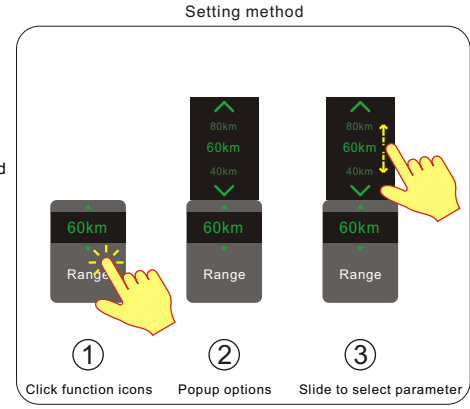 Setting method
80km
60km
40km
80km
60km
40km
60km
Range
60km
Range
60km
Range
1
2
3
Click function icons
Popup options
Slide to select parameter